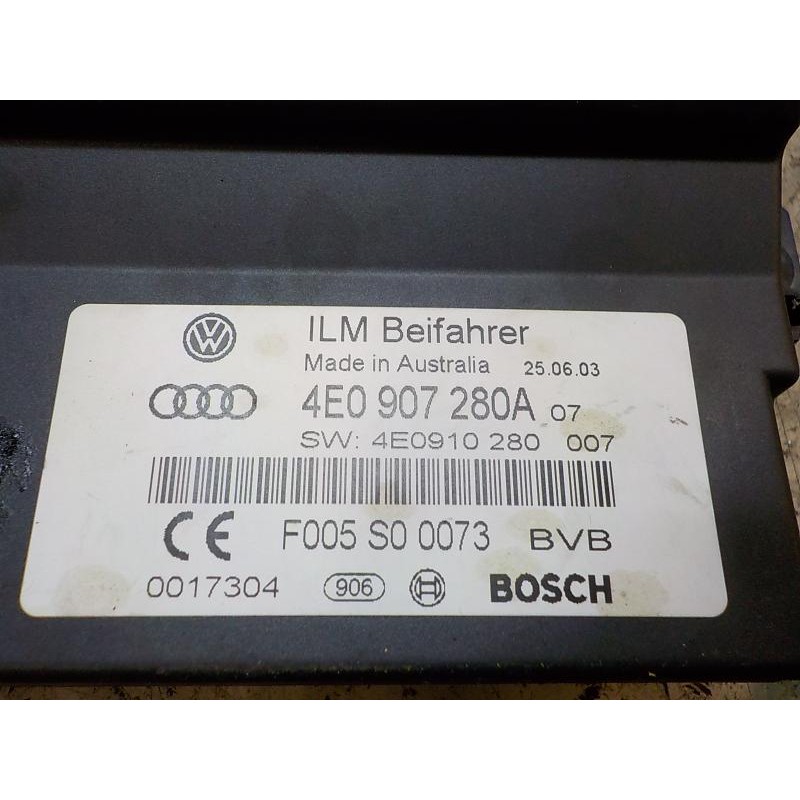 ILM Beifahrer
Made in Australia 25.06.03
4E0 907 280A 07
SW: 4E0910 280 007
CE F005 S0 0073 BVB
0017304 906 BOSCH